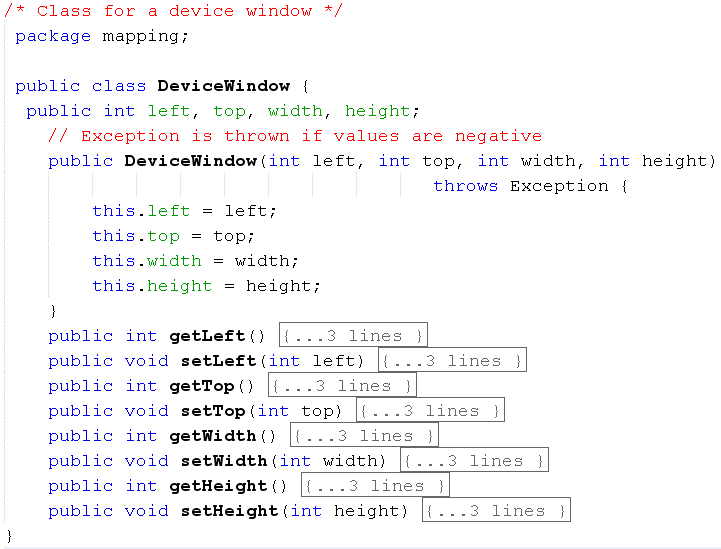 /* Class for a device window */
package mapping;
public class DeviceWindow {
public int left, top, width, height;
// Exception is thrown if values are negative
public DeviceWindow(int left, int top, int width, int height)
throws Exception {
this.left = left;
this.top = top;
this.width = width;
this.height = height;
}
public int getLeft() {...3 lines }
public void setLeft(int left) {...3 lines }
public int getTop() {...3 lines }
public void setTop(int top) {...3 lines }
public int getWidth() {...3 lines }
public void setWidth(int width) {...3 lines }
public int getHeight() {...3 lines }
public void setHeight(int height) {...3 lines }
}